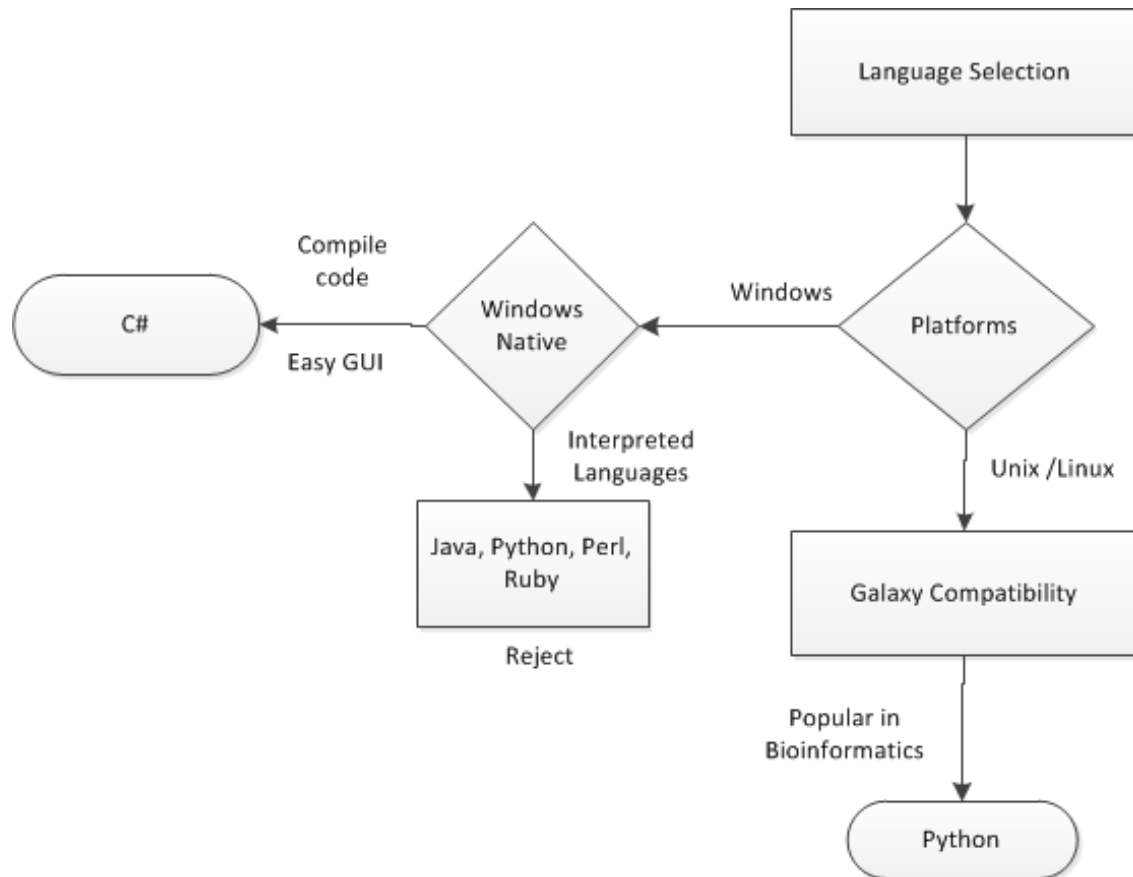 Language Selection
Compile
code
Windows
Windows
Native
Platforms
C#
Easy GUI
Interpreted
Languages
Unix /Linux
Java, Python, Perl,
Ruby
Galaxy Compatibility
Reject
Popular in
Bioinformatics
Python